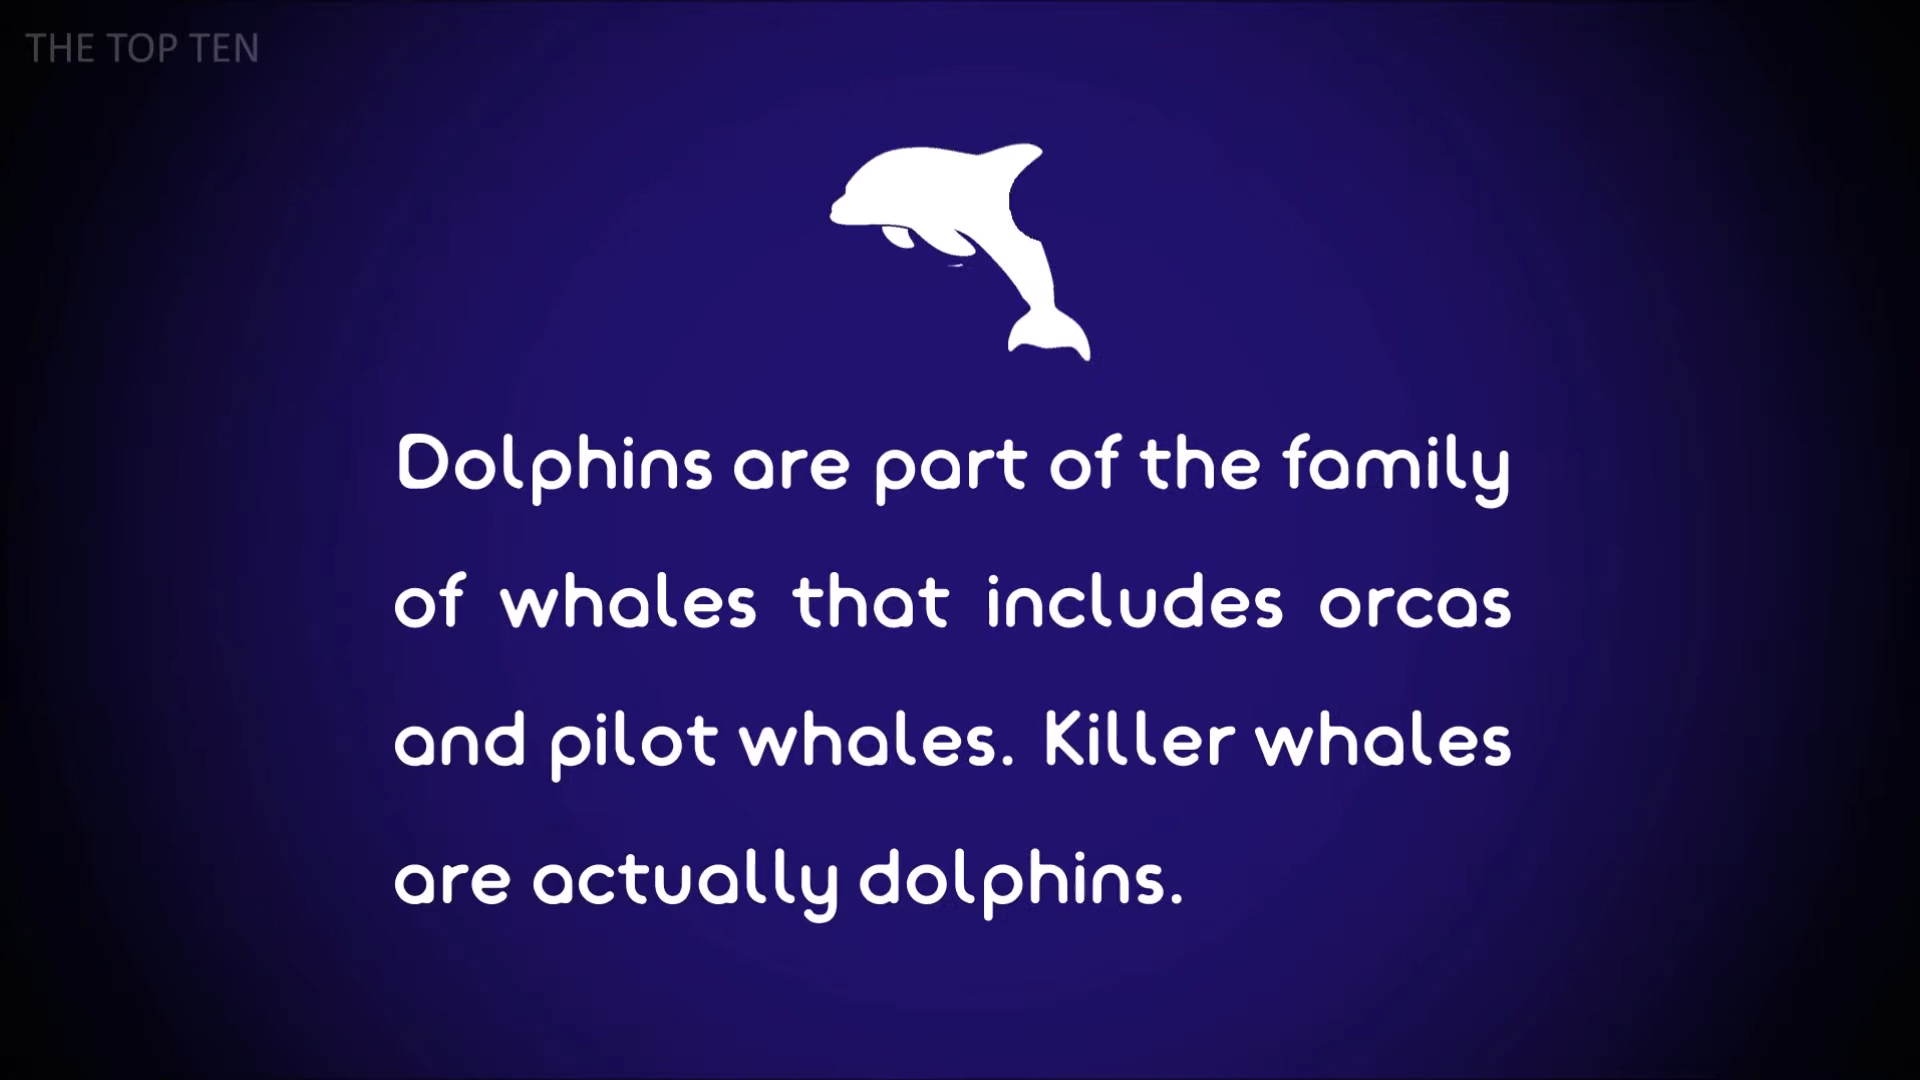 THE TOP TEN
Dolphins are part of the family
of whales that includes orcas
and pilot whales. Killer whales
are actually dolphins.